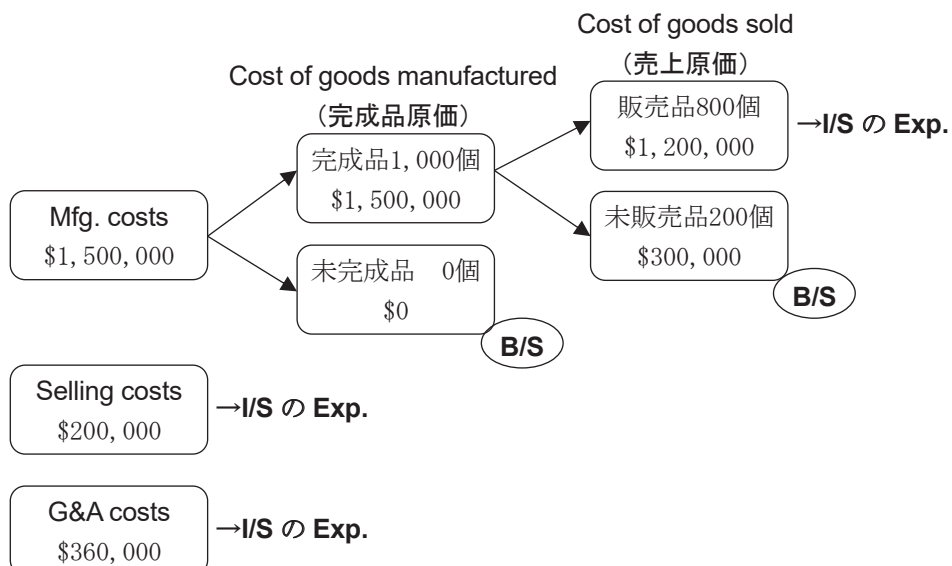 Cost of goods sold
（売上原価）
Cost of goods manufactured
（完成品原価）
販売品800個
$1,200,000
→I/S の Exp.
完成品1,000個
$1,500,000
Mfg. costs
$1,500,000
未販売品200個
$300,000
B/S
未完成品　0個
$0
B/S
Selling costs
$200,000
→I/S の Exp.
G&A costs
$360,000
→I/S の Exp.